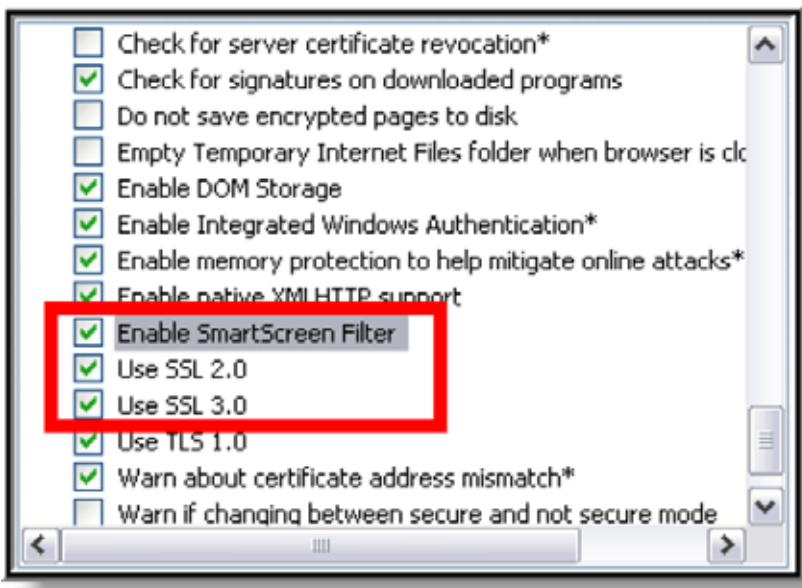 Check for server certificate revocation*
Check for signatures on downloaded programs
Do not save encrypted pages to disk
Empty Temporary Internet Files folder when browser is clo
Enable DOM Storage
Enable Integrated Windows Authentication*
Enable memory protection to help mitigate online attacks*
Enable native XMLHTTP support
Enable SmartScreen Filter
Use SSL 2.0
Use SSL 3.0
Use TLS 1.0
Warn about certificate address mismatch*
Warn if changing between secure and not secure mode